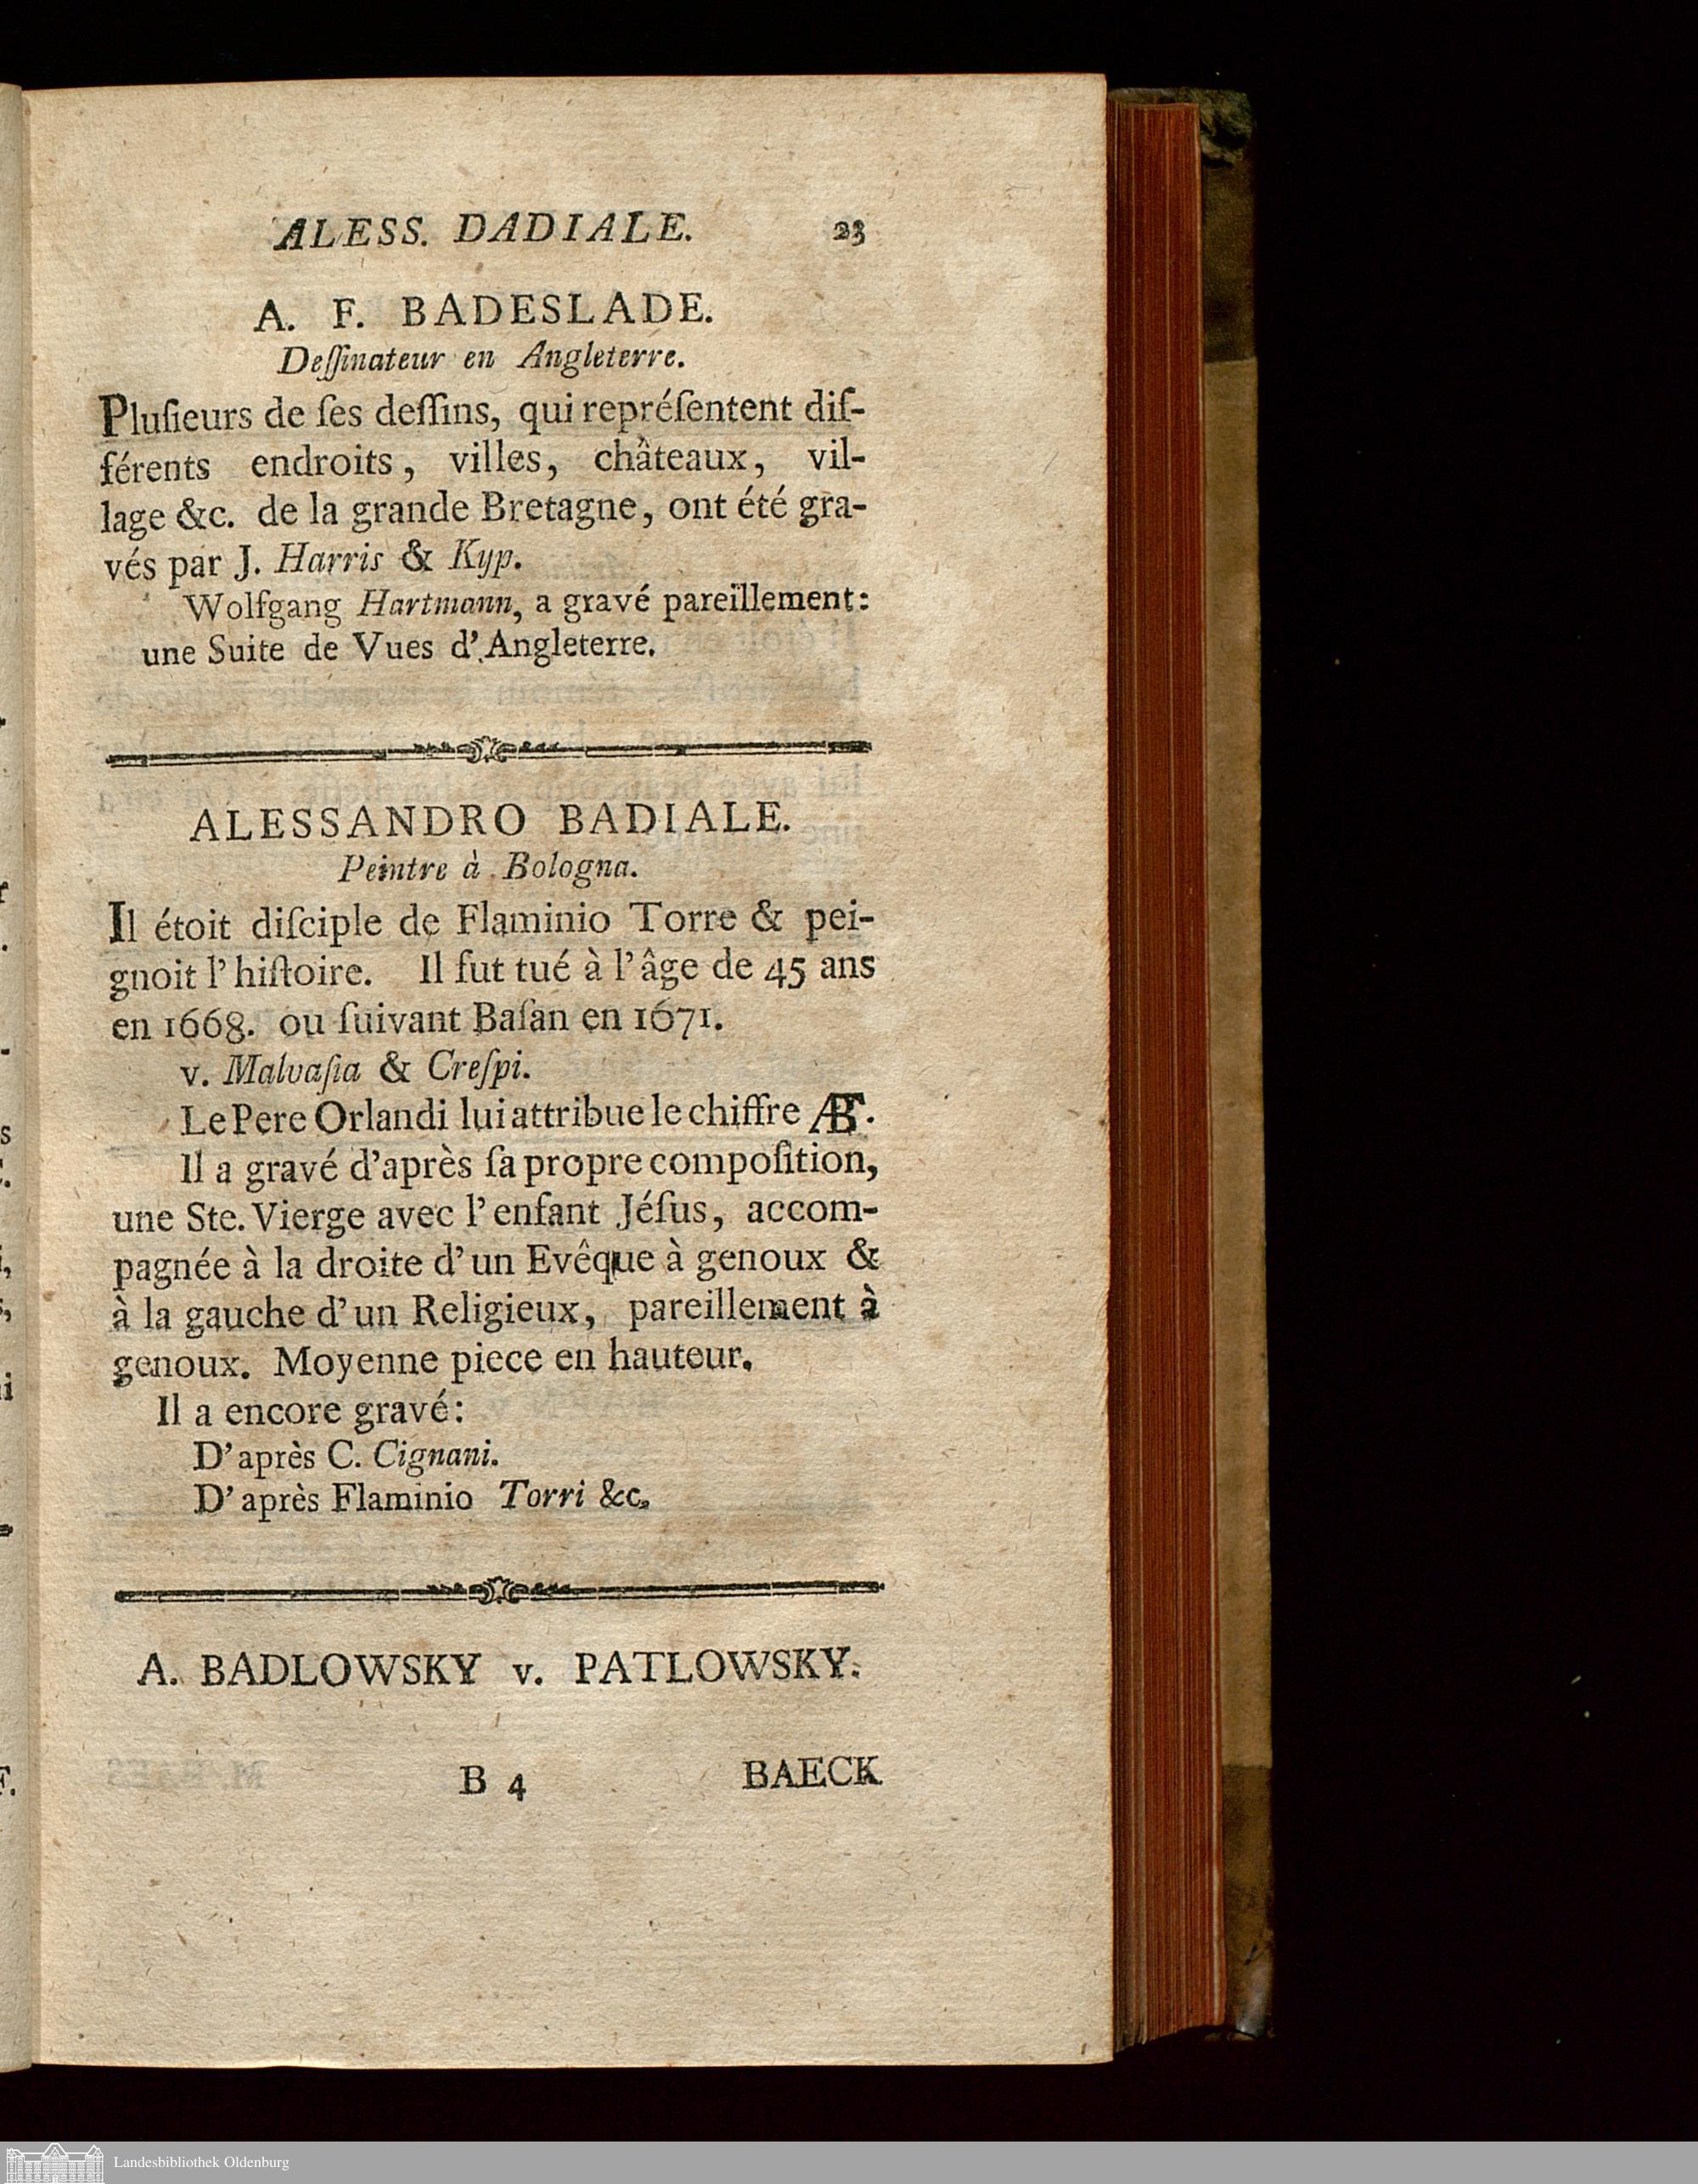 ALESS. DADIALE. 23
A. F. BADESLADE.
Deſſinateur en Angleterre.
Pluſieurs de ſes deſſins, qui repréſentent diſ-
férents endroits, villes, châteaux, vil-
lage &c. de la grande Bretagne, ont été gra-
vés par J. Harris & Kyp.
Wolfgang Hartmann, a gravé pareillement:
une Suite de Vues d'Angleterre.
ALESSANDRO BADIALE.
Peintre à Bologna.
Il étoit diſciple de Flaminio Torre & pei-
gnoit l'hiſtoire. Il fut tué à l'âge de 45 ans
en 1668. ou ſuivant Baſan en 1671.
v. Malvaſia & Creſpi.
Le Pere Orlandi lui attribue le chiffre
Il a gravé d'après ſa propre compoſition,
une Ste. Vierge avec l'enfant Jéſus, accom-
pagnée à la droite d'un Evêque à genoux &
à la gauche d'un Religieux, pareillement à
genoux. Moyenne piece en hauteur.
Il a encore gravé:
D'après C. Cignani.
D'après Flaminio Torri &c.
A. BADLOWSKY v. PATLOWSKY.
B 4 BAECK
Landesbibliothek Oldenburg